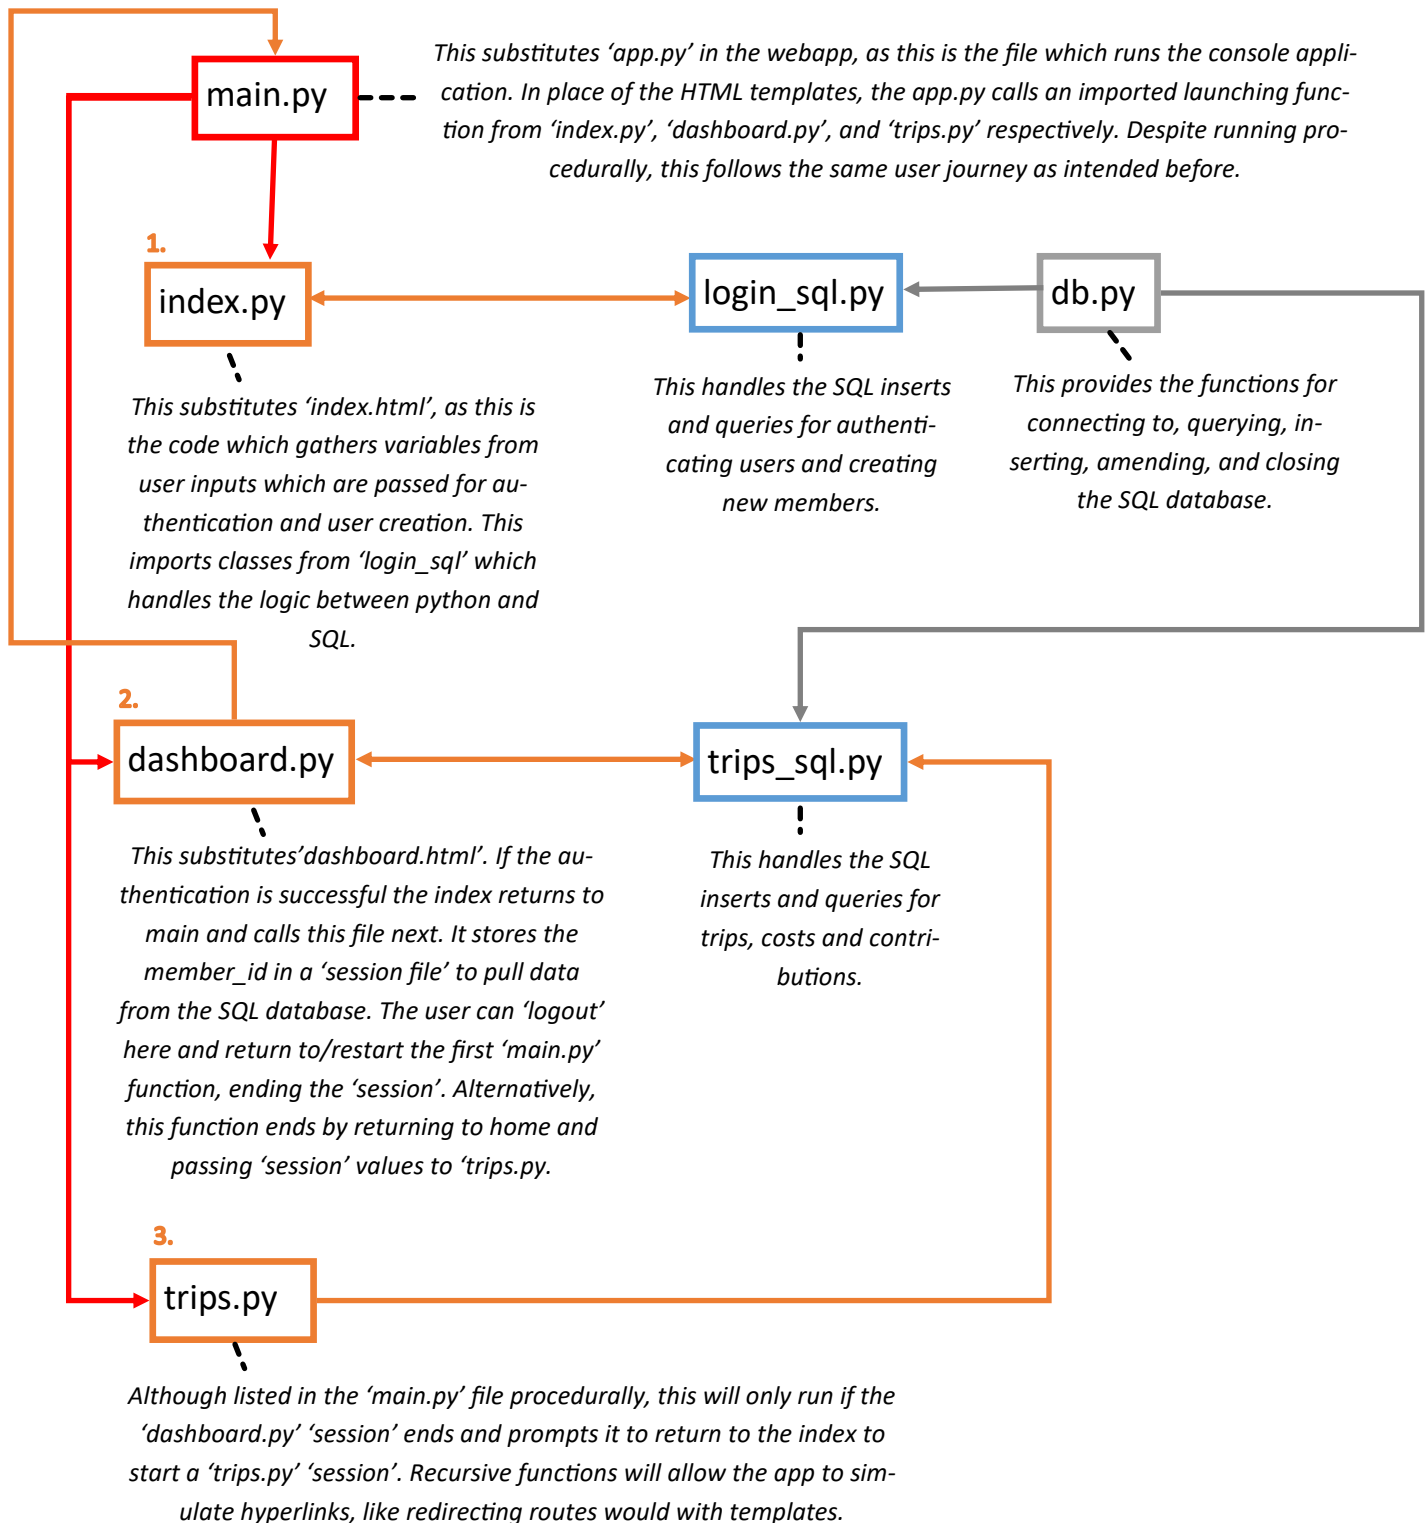 main.py
This substitutes ‘app.py’ in the webapp, as this is the file which runs the console appli-
cation. In place of the HTML templates, the app.py calls an imported launching func-
tion from ‘index.py’, ‘dashboard.py’, and ‘trips.py’ respectively. Despite running pro-
cedurally, this follows the same user journey as intended before.
1.
index.py
login_sql.py
db.py
This substitutes ‘index.html’, as this is
the code which gathers variables from
user inputs which are passed for au-
thentication and user creation. This
imports classes from ‘login_sql’ which
handles the logic between python and
SQL.
This handles the SQL inserts
and queries for authenti-
cating users and creating
new members.
This provides the functions for
connecting to, querying, in-
serting, amending, and closing
the SQL database.
2.
dashboard.py
trips_sql.py
This substitutes’dashboard.html’. If the au-
thentication is successful the index returns to
main and calls this file next. It stores the
member_id in a ‘session file’ to pull data
from the SQL database. The user can ‘logout’
here and return to/restart the first ‘main.py’
function, ending the ‘session’. Alternatively,
this function ends by returning to home and
passing ‘session’ values to ‘trips.py.
This handles the SQL
inserts and queries for
trips, costs and contri-
butions.
3.
trips.py
Although listed in the ‘main.py’ file procedurally, this will only run if the
‘dashboard.py’ ‘session’ ends and prompts it to return to the index to
start a ‘trips.py’ ‘session’. Recursive functions will allow the app to sim-
ulate hyperlinks, like redirecting routes would with templates.